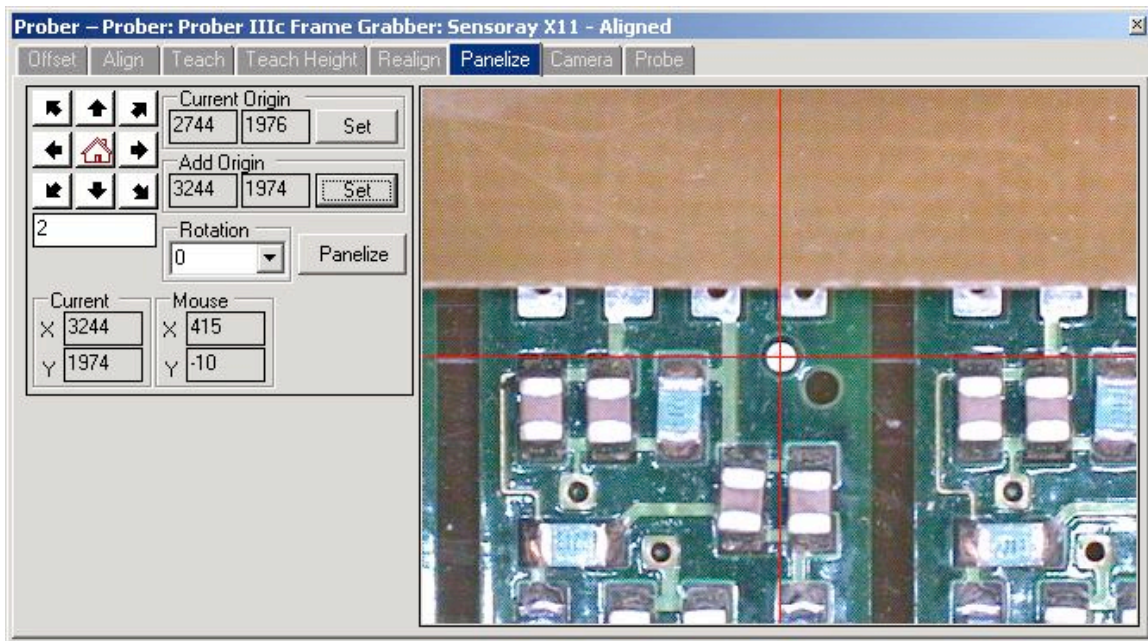 Prober – Prober: Prober IIIc Frame Grabber: Sensoray X11 - Aligned
Offset Align Teach Teach Height Realign Panelize Camera Probe
Current Origin
2744 1976 Set
Add Origin
3244 1974 Set
2
Rotation
0
Panelize
Current
X 3244
Y 1974
Mouse
X 415
Y -10